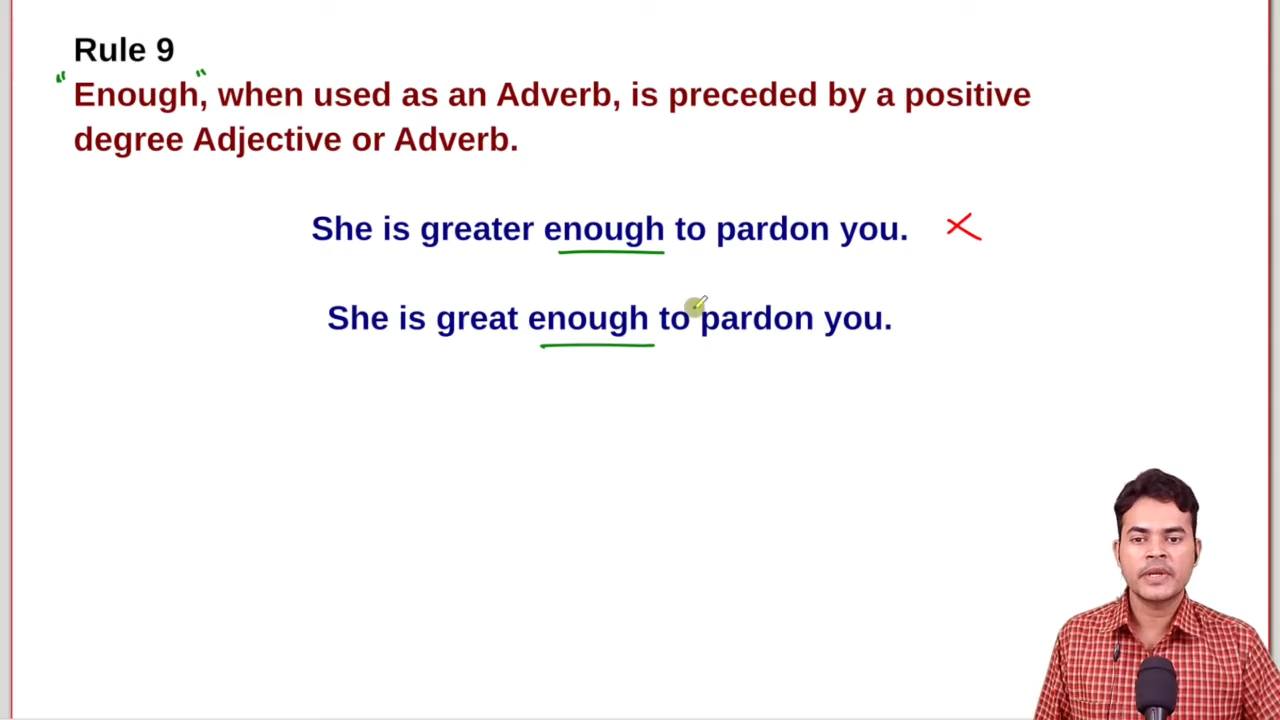 Rule 9
"Enough", when used as an Adverb, is preceded by a positive
degree Adjective or Adverb.
She is greater enough to pardon you.
She is great enough to pardon you.